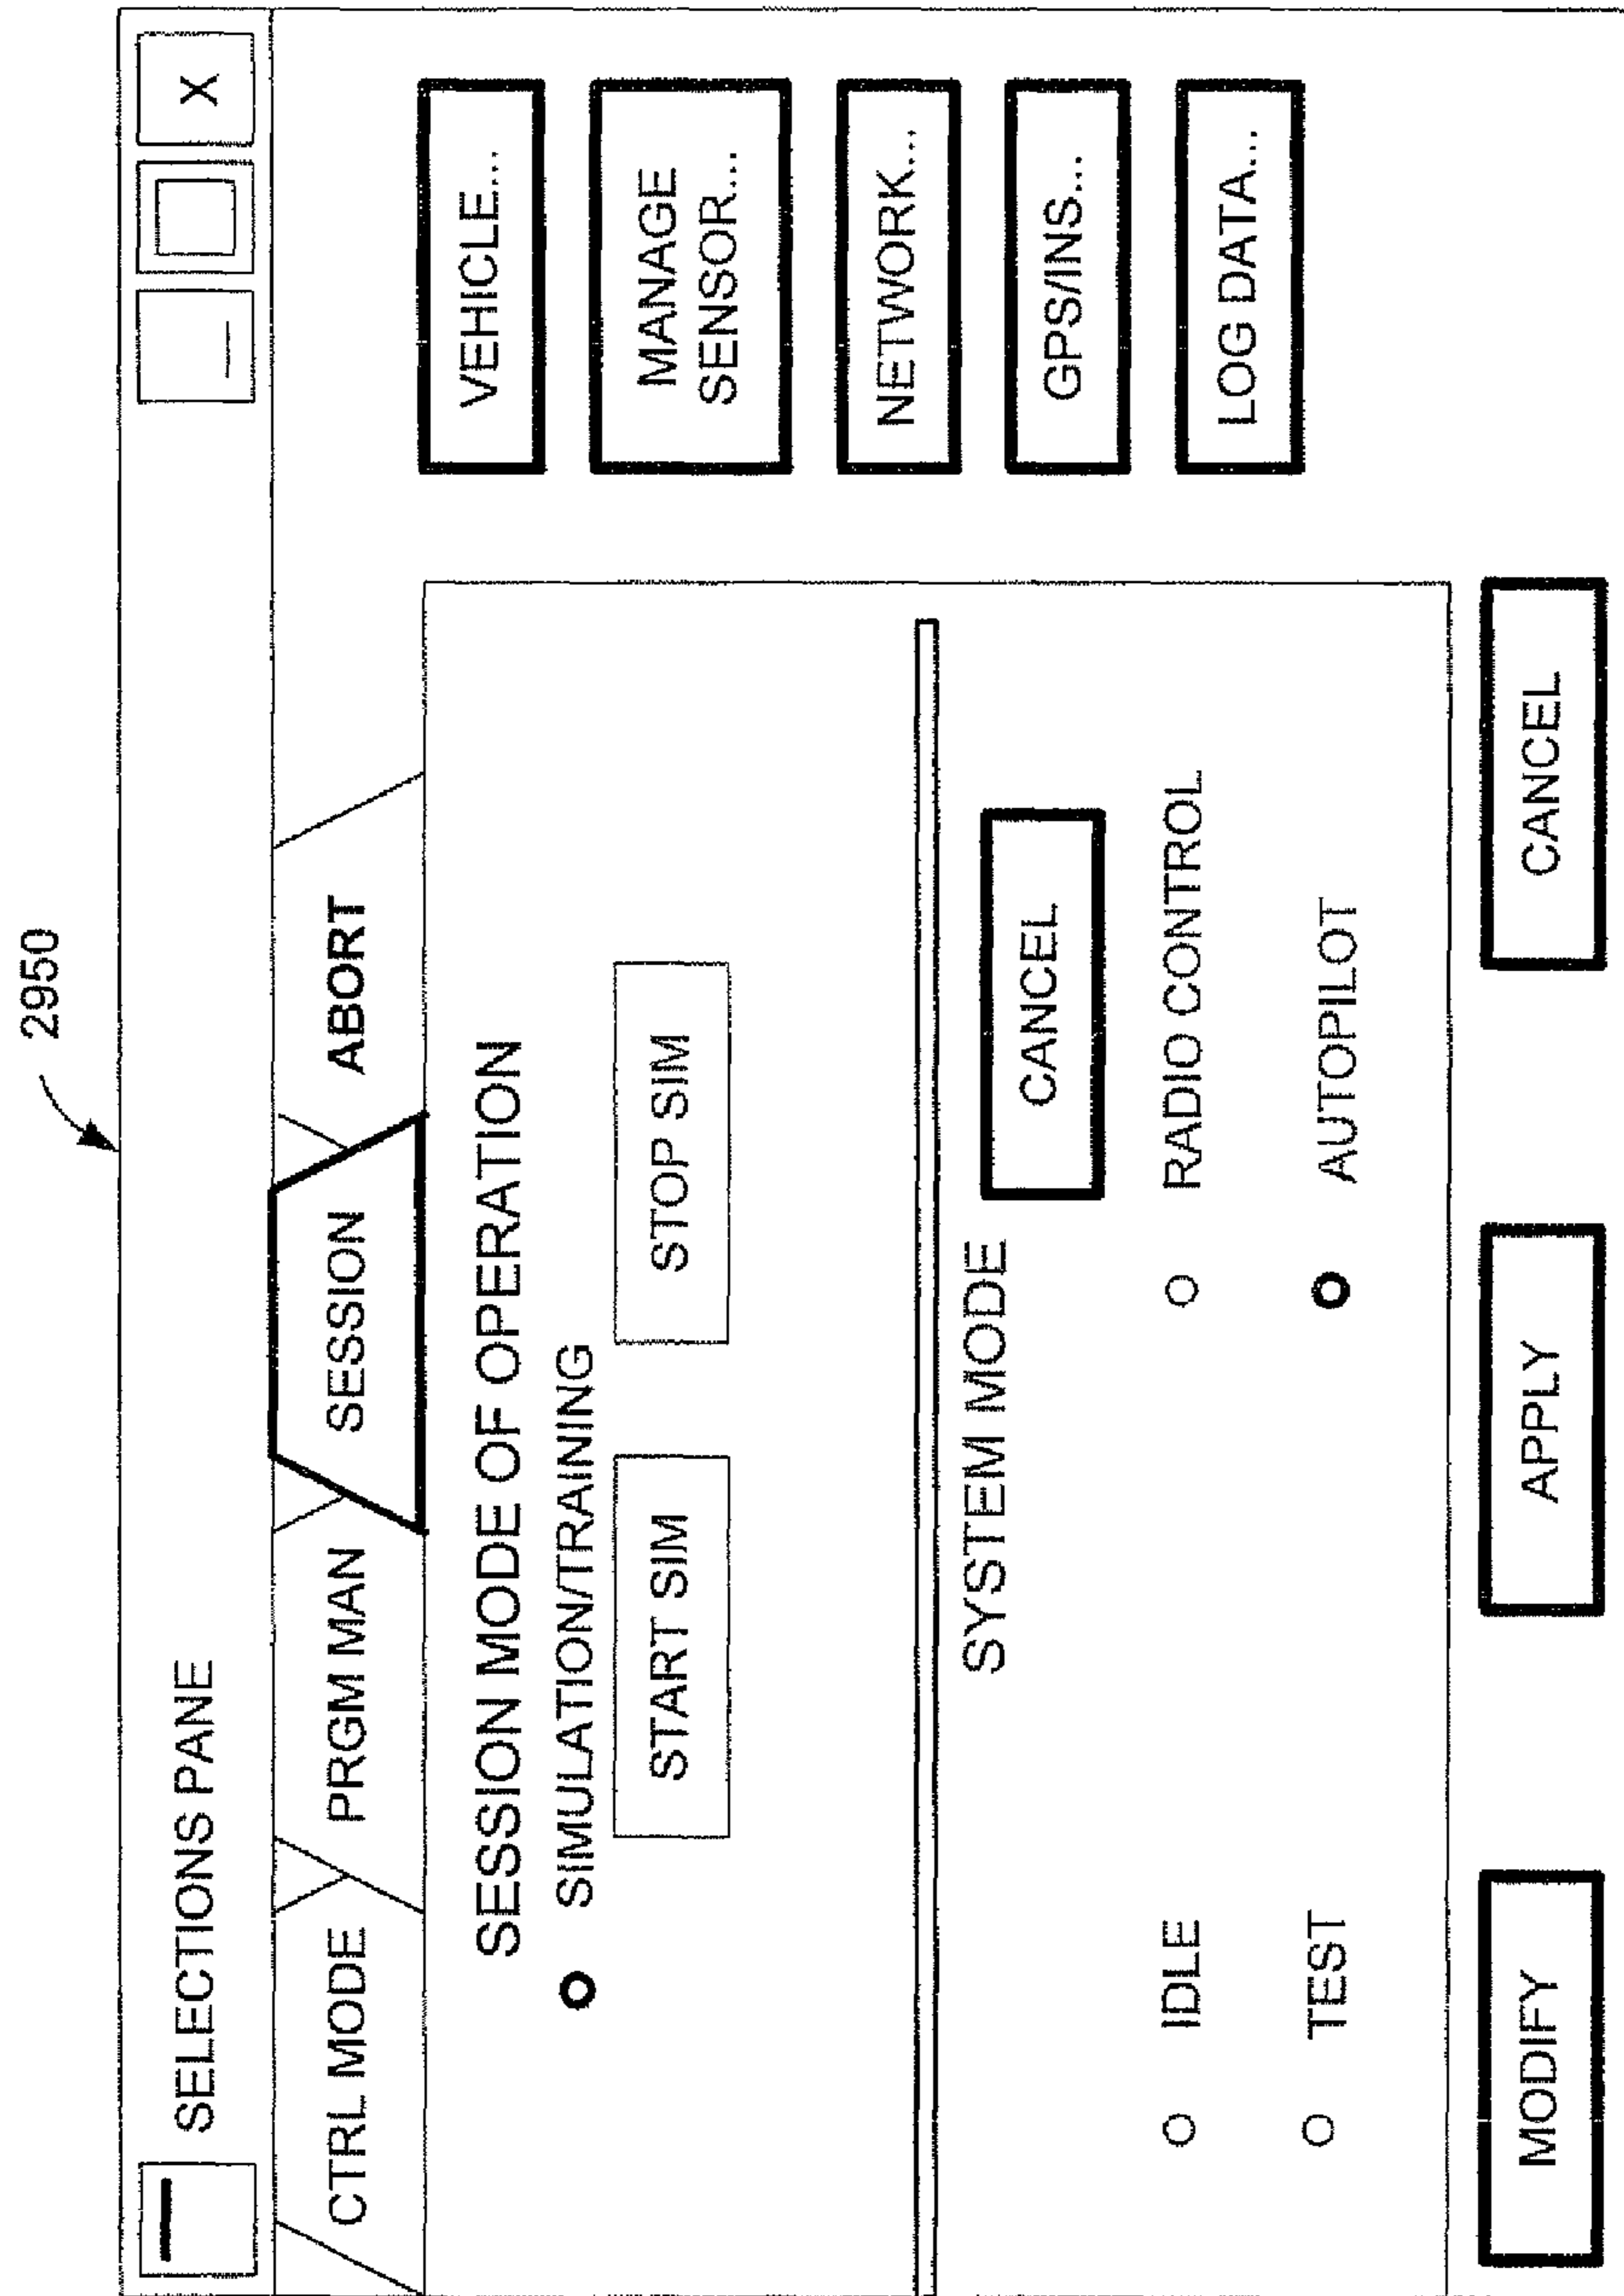 2950
SELECTIONS PANE
X
CTRL MODE
PRGM MAN
SESSION
ABORT
SESSION MODE OF OPERATION
SIMULATION/TRAINING
START SIM
STOP SIM
SYSTEM MODE
CANCEL
IDLE
RADIO CONTROL
TEST
AUTOPILOT
VEHICLE...
MANAGE
SENSOR...
NETWORK...
GPS/INS...
LOG DATA...
MODIFY
APPLY
CANCEL